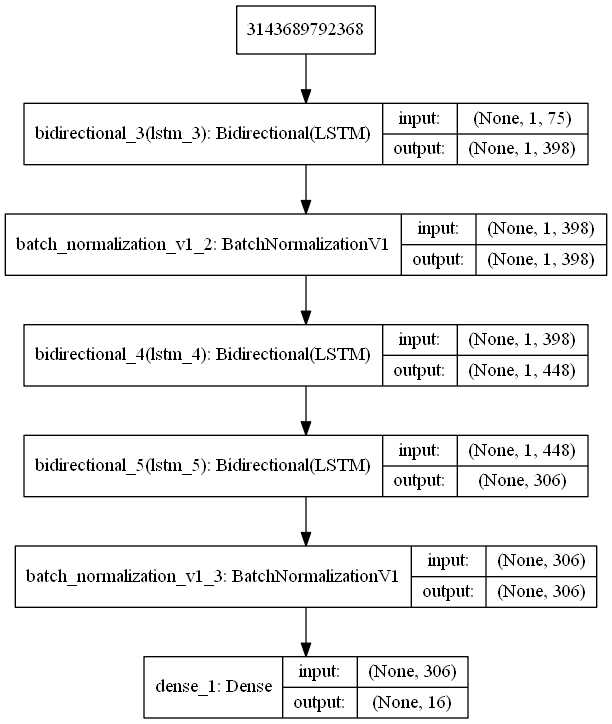 3143689792368
bidirectional_3(lstm_3): Bidirectional(LSTM)
input: (None, 1, 75)
output: (None, 1, 398)
batch_normalization_v1_2: BatchNormalizationV1
input: (None, 1, 398)
output: (None, 1, 398)
bidirectional_4(lstm_4): Bidirectional(LSTM)
input: (None, 1, 398)
output: (None, 1, 448)
bidirectional_5(lstm_5): Bidirectional(LSTM)
input: (None, 1, 448)
output: (None, 306)
batch_normalization_v1_3: BatchNormalizationV1
input: (None, 306)
output: (None, 306)
dense_1: Dense
input: (None, 306)
output: (None, 16)